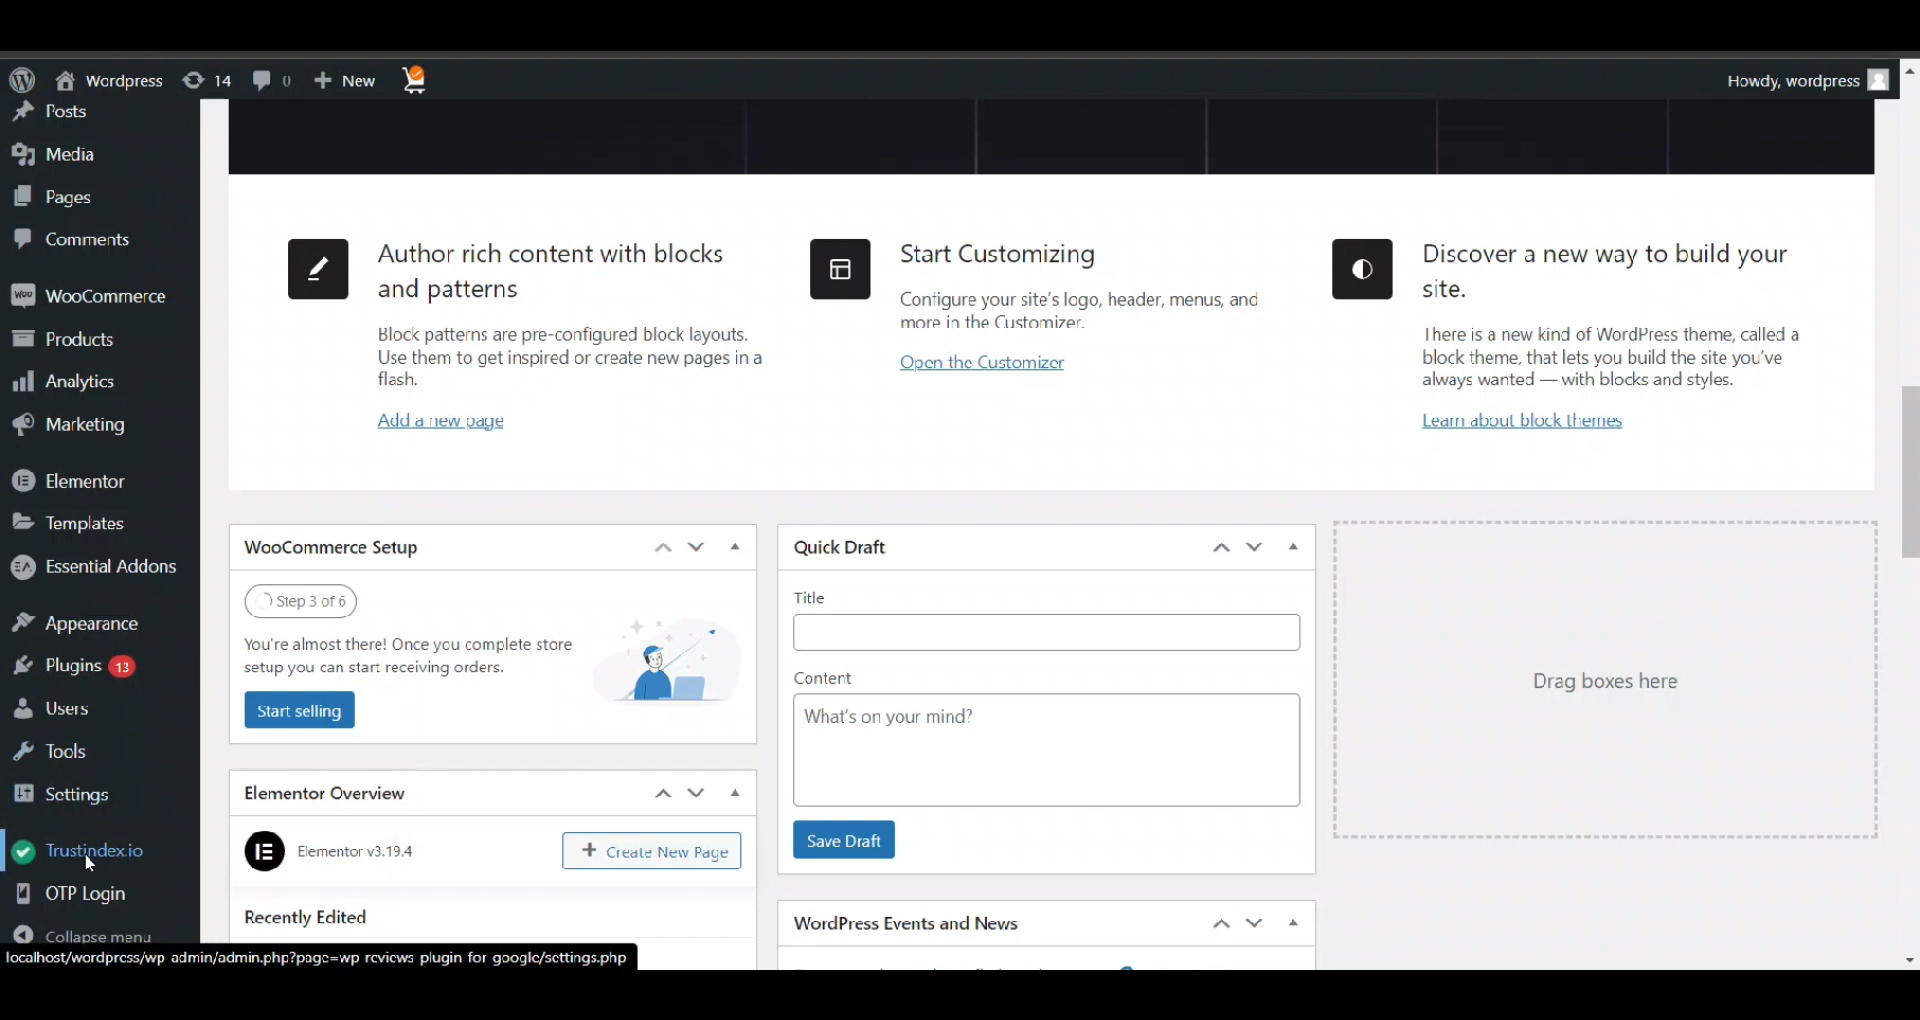 Wordpress 14 0 New Howdy, wordpress
Posts
Media
Pages
Comments
WooCommerce
Products
Analytics
Marketing
Elementor
Templates
Essential Addons
Appearance
Plugins 13
Users
Tools
Settings
Trustindex.io
OTP Login
Collapse menu
Author rich content with blocks
and patterns
Block patterns are pre-configured block layouts.
Use them to get inspired or create new pages in a
flash.
Add a new page
Start Customizing
Configure your site's logo, header, menus, and
more in the Customizer.
Open the Customizer
Discover a new way to build your
site.
There is a new kind of WordPress theme, called a
block theme, that lets you build the site you've
always wanted — with blocks and styles.
Learn about block themes
WooCommerce Setup
Step 3 of 6
You're almost there! Once you complete store
setup you can start receiving orders.
Start selling
Elementor Overview
Elementor v3.19.4
+ Create New Page
Recently Edited
Quick Draft
Title
Content
What's on your mind?
Save Draft
WordPress Events and News
Drag boxes here
localhost/wordpress/wp-admin/admin.php?page=wp-reviews-plugin-for-google/settings.php